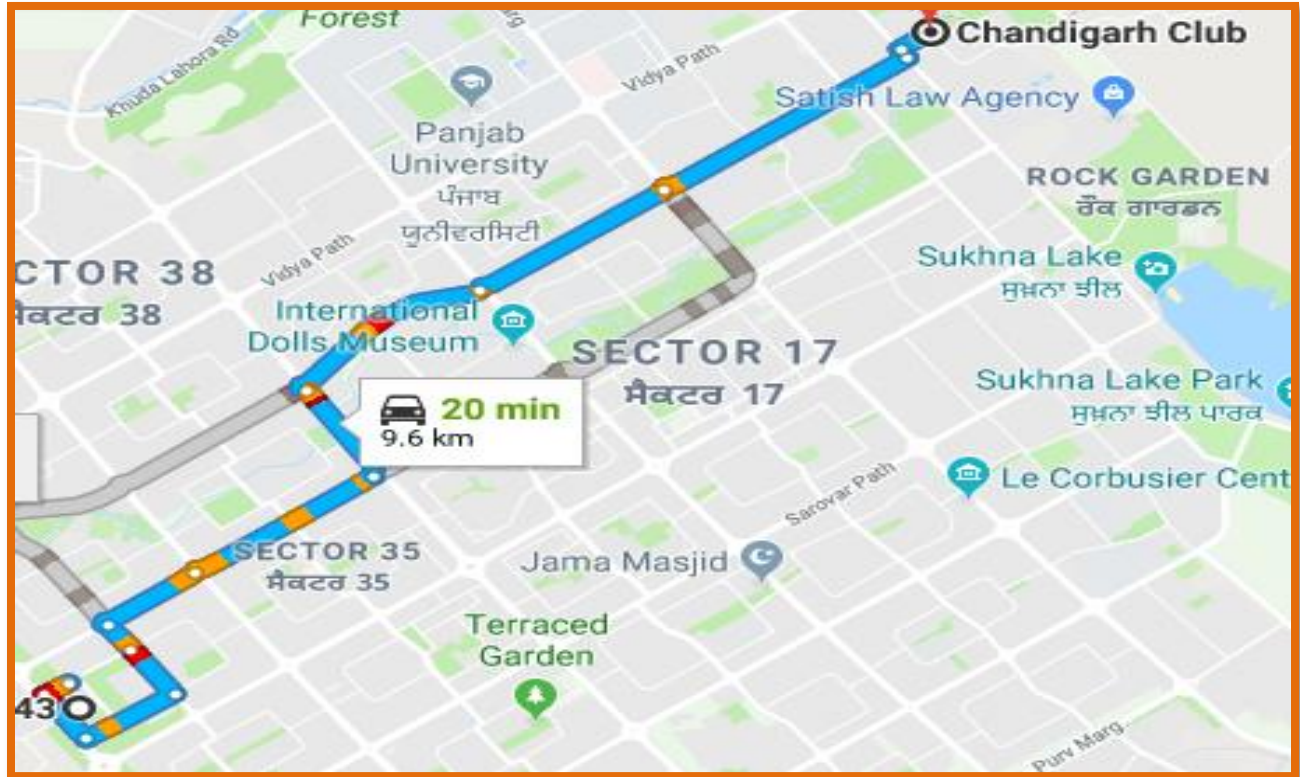 Forest
Marg
Khuda Lahora Rd
Chandigarh Club
Vidya Path
Satish Law Agency
Panjab
University
ਪੰਜਾਬ
ਯੂਨੀਵਰਸਿਟੀ
ROCK GARDEN
ਰੌਕ ਗਾਰਡਨ
Vidya Path
CTOR 38
ਸੈਕਟਰ 38
Sukhna Lake
ਸੁਖਨਾ ਝੀਲ
International
Dolls Museum
SECTOR 17
ਸੈਕਟਰ 17
Sukhna Lake Park
ਸੁਖਨਾ ਝੀਲ ਪਾਰਕ
20 min
9.6 km
Le Corbusier Cent
Sarovar Path
SECTOR 35
ਸੈਕਟਰ 35
Jama Masjid
Terraced
Garden
43
Purv Marg